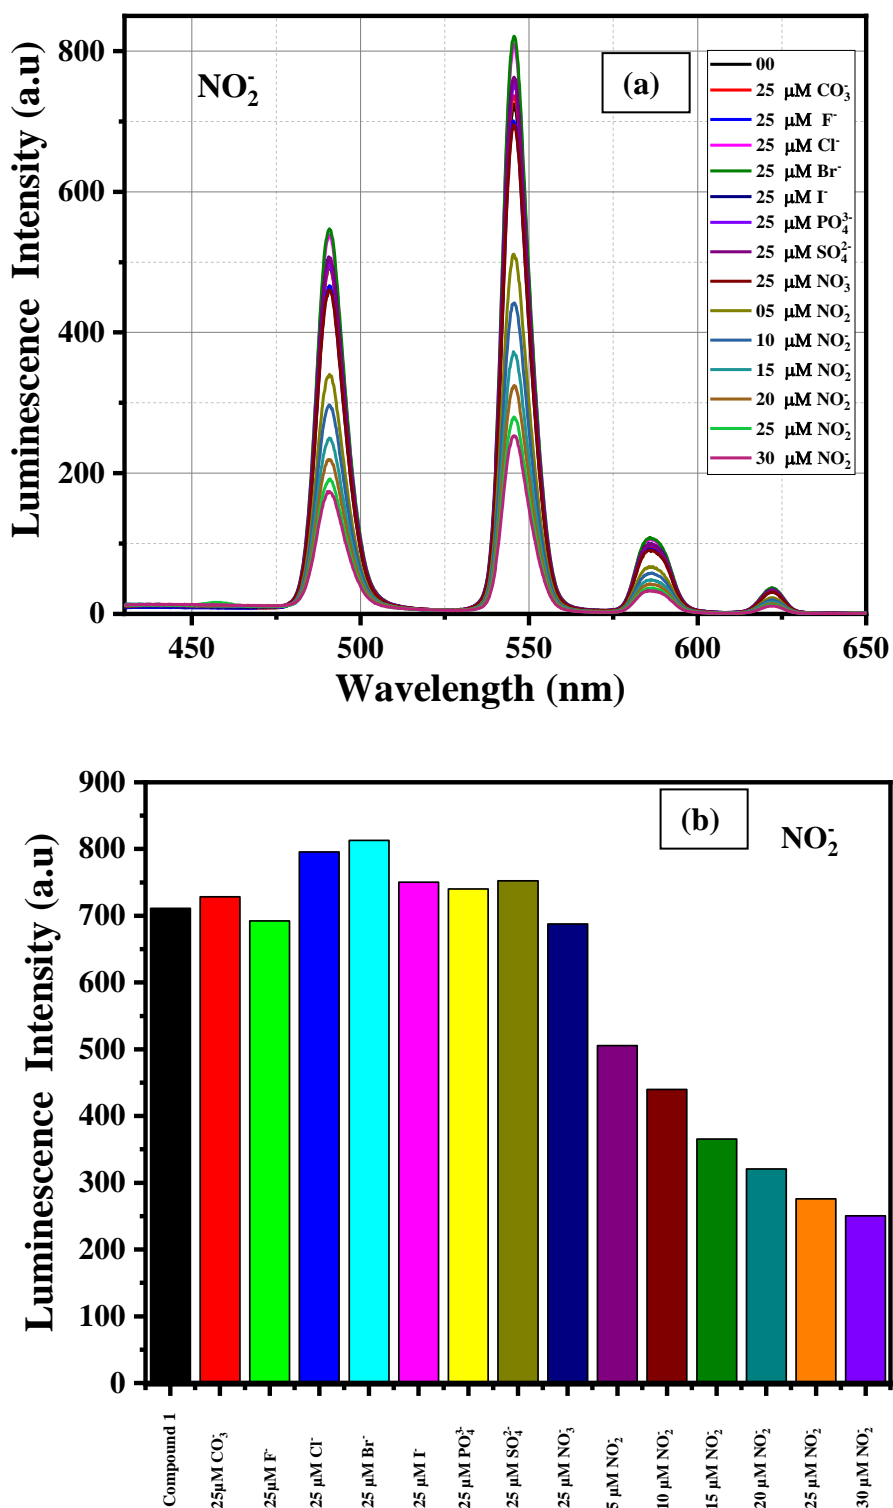 Luminescence Intensity (a.u)
800
600
400
200
0
NO₂⁻
(a)
00
25 μM CO₃⁻
25 μM F⁻
25 μM Cl⁻
25 μM Br⁻
25 μM I⁻
25 μM PO₄³⁻
25 μM SO₄²⁻
25 μM NO₃⁻
05 μM NO₂⁻
10 μM NO₂⁻
15 μM NO₂⁻
20 μM NO₂⁻
25 μM NO₂⁻
30 μM NO₂⁻
450 500 550 600 650
Wavelength (nm)
Luminescence Intensity (a.u)
900
800
700
600
500
400
300
200
100
0
(b)
NO₂⁻
Compound 1
25μM CO₃⁻
25μM F⁻
25 μM Cl⁻
25 μM Br⁻
25 μM I⁻
25 μM PO₄³⁻
25 μM SO₄²⁻
25 μM NO₃⁻
5 μM NO₂⁻
10 μM NO₂⁻
15 μM NO₂⁻
20 μM NO₂⁻
25 μM NO₂⁻
30 μM NO₂⁻